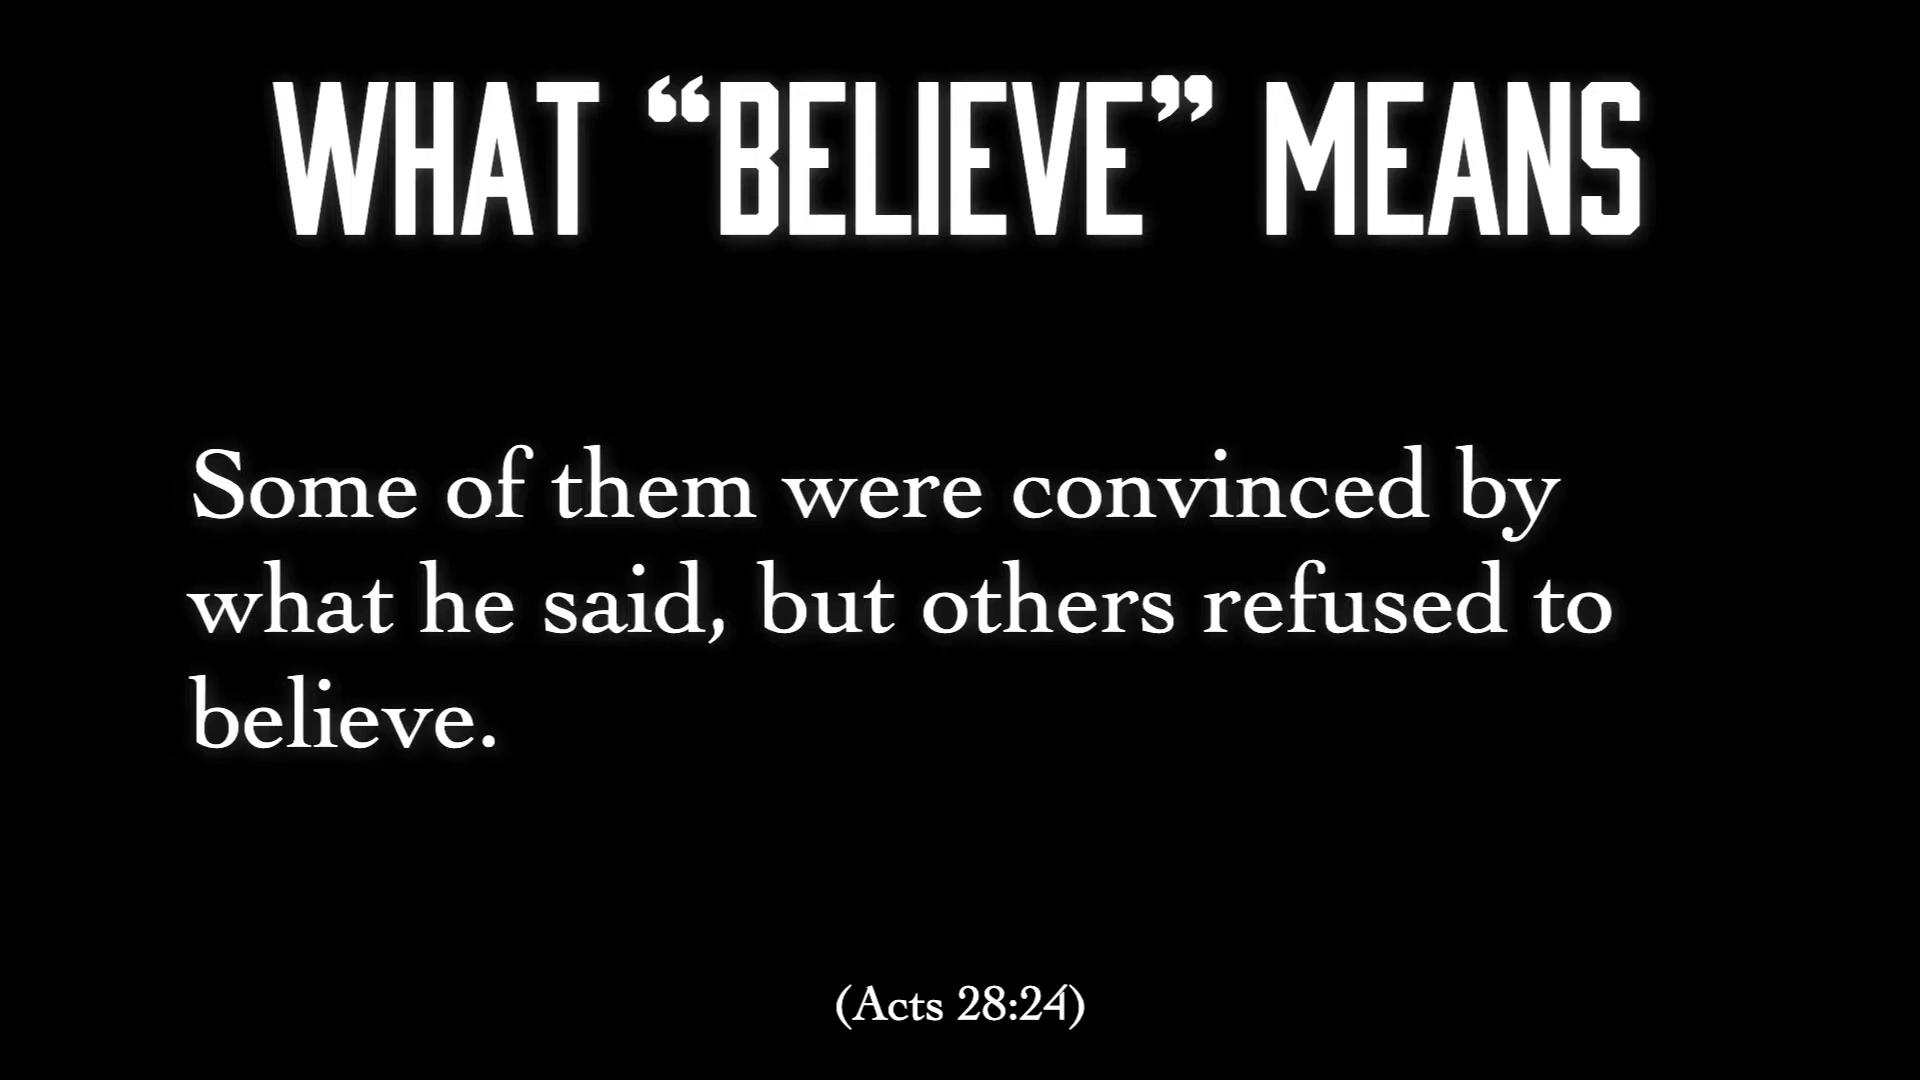 WHAT “BELIEVE” MEANS
Some of them were convinced by
what he said, but others refused to
believe.
(Acts 28:24)